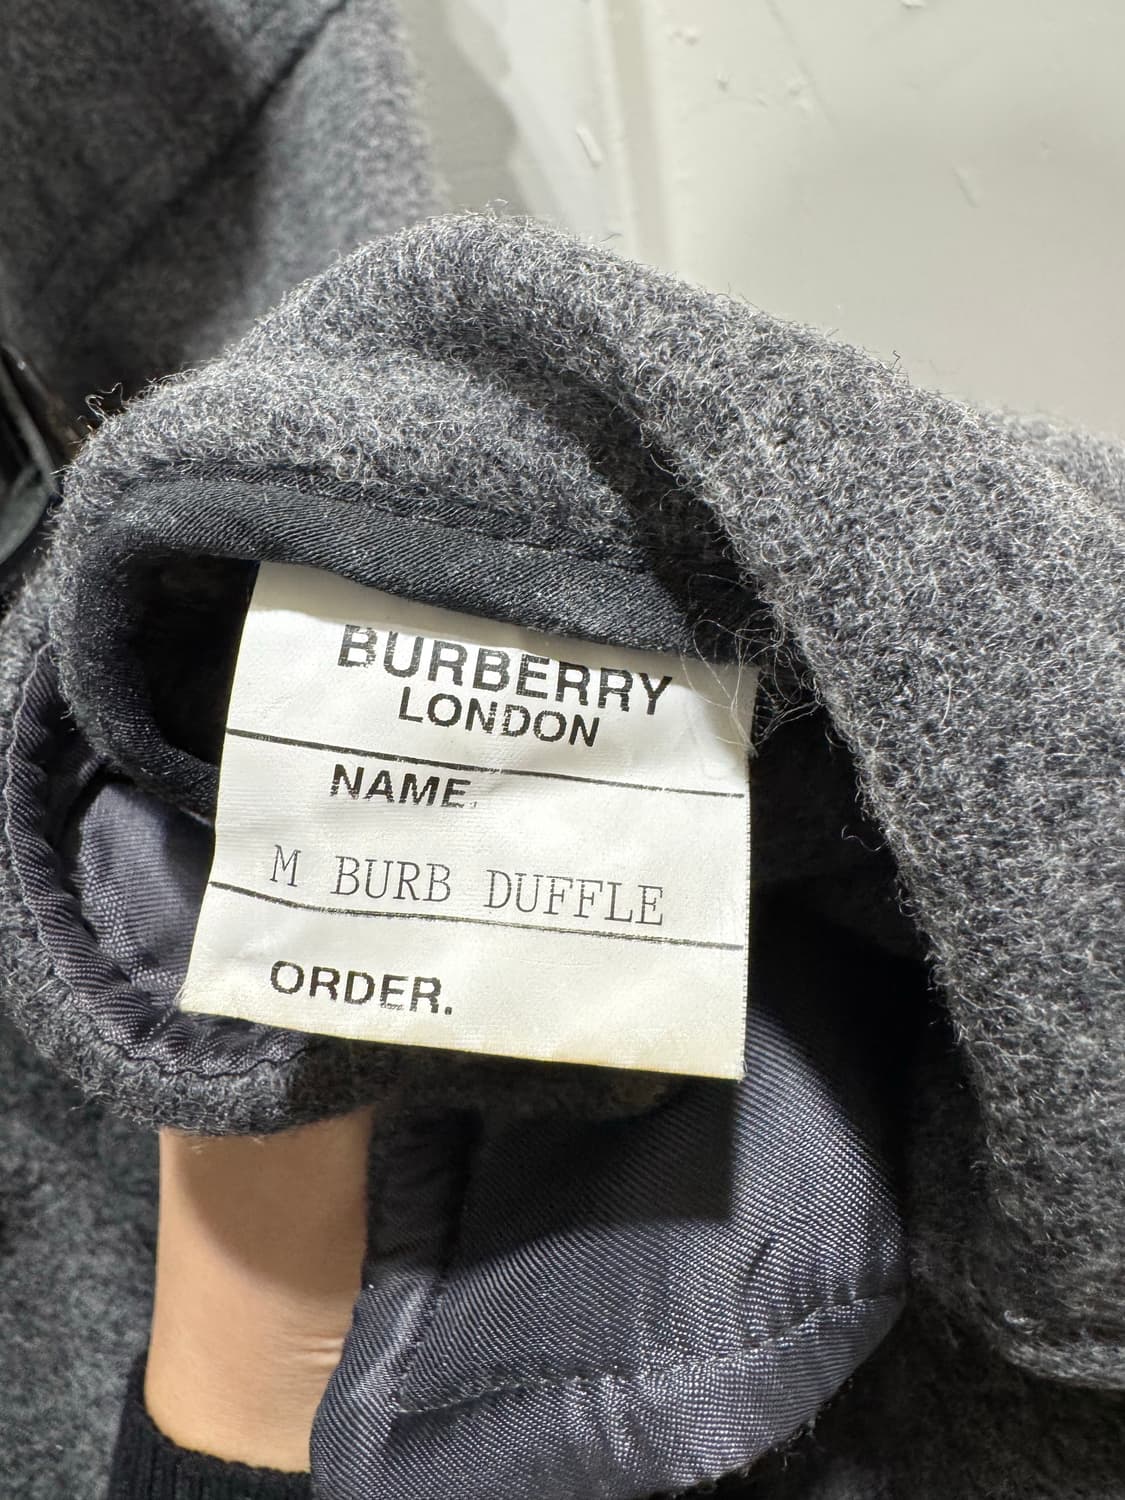 BURBERRY
LONDON
NAME.
M BURB DUFFLE
ORDER.